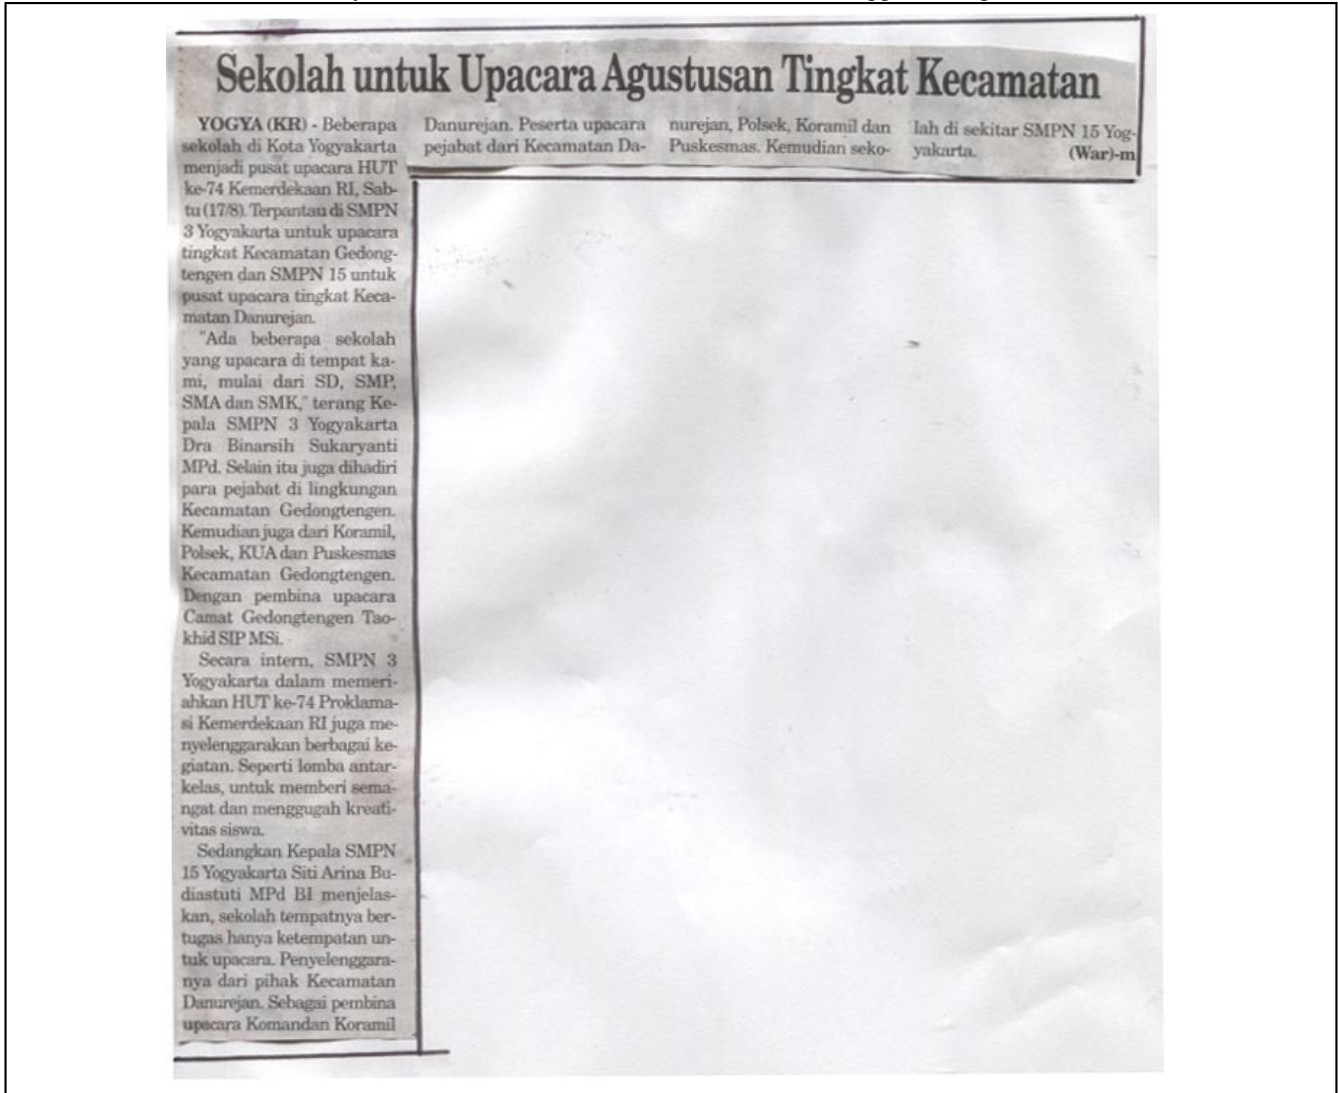 Sekolah untuk Upacara Agustusan Tingkat Kecamatan
YOGYA (KR) - Beberapa
sekolah di Kota Yogyakarta
menjadi pusat upacara HUT
ke-74 Kemerdekaan RI, Sab-
tu (17/8). Terpantau di SMPN
3 Yogyakarta untuk upacara
tingkat Kecamatan Gedong-
tengen dan SMPN 15 untuk
pusat upacara tingkat Keca-
matan Danurejan.
"Ada beberapa sekolah
yang upacara di tempat ka-
mi, mulai dari SD, SMP,
SMA dan SMK," terang Ke-
pala SMPN 3 Yogyakarta
Dra Binarsih Sukaryanti
MPd. Selain itu juga dihadiri
para pejabat di lingkungan
Kecamatan Gedongtengen.
Kemudian juga dari Koramil,
Polsek, KUA dan Puskesmas
Kecamatan Gedongtengen.
Dengan pembina upacara
Camat Gedongtengen Tao-
khid SIP MSi.
Secara intern, SMPN 3
Yogyakarta dalam memeri-
ahkan HUT ke-74 Proklama-
si Kemerdekaan RI juga me-
nyelenggarakan berbagai ke-
giatan. Seperti lomba antar-
kelas, untuk memberi sema-
ngat dan menggugah kreati-
vitas siswa.
Sedangkan Kepala SMPN
15 Yogyakarta Siti Arina Bu-
diastuti MPd BI menjelas-
kan, sekolah tempatnya ber-
tugas hanya ketempatan un-
tuk upacara. Penyelenggara-
nya dari pihak Kecamatan
Danurejan. Sebagai pembina
upacara Komandan Koramil
Danurejan. Peserta upacara
pejabat dari Kecamatan Da-
nurejan, Polsek, Koramil dan
Puskesmas. Kemudian seko-
lah di sekitar SMPN 15 Yog-
yakarta. (War)-m